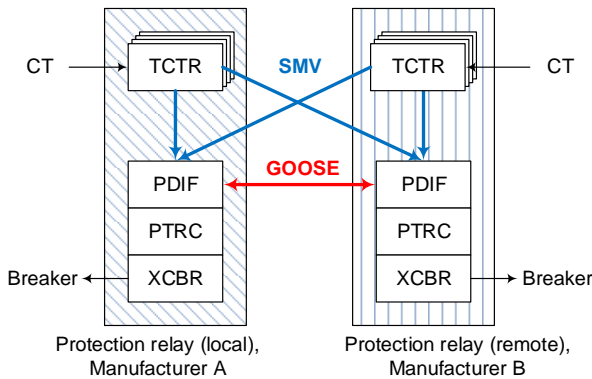 CT
TCTR
SMV
TCTR
CT
GOOSE
PDIF
PDIF
PTRC
PTRC
Breaker
XCBR
XCBR
Breaker
Protection relay (local),
Manufacturer A
Protection relay (remote),
Manufacturer B